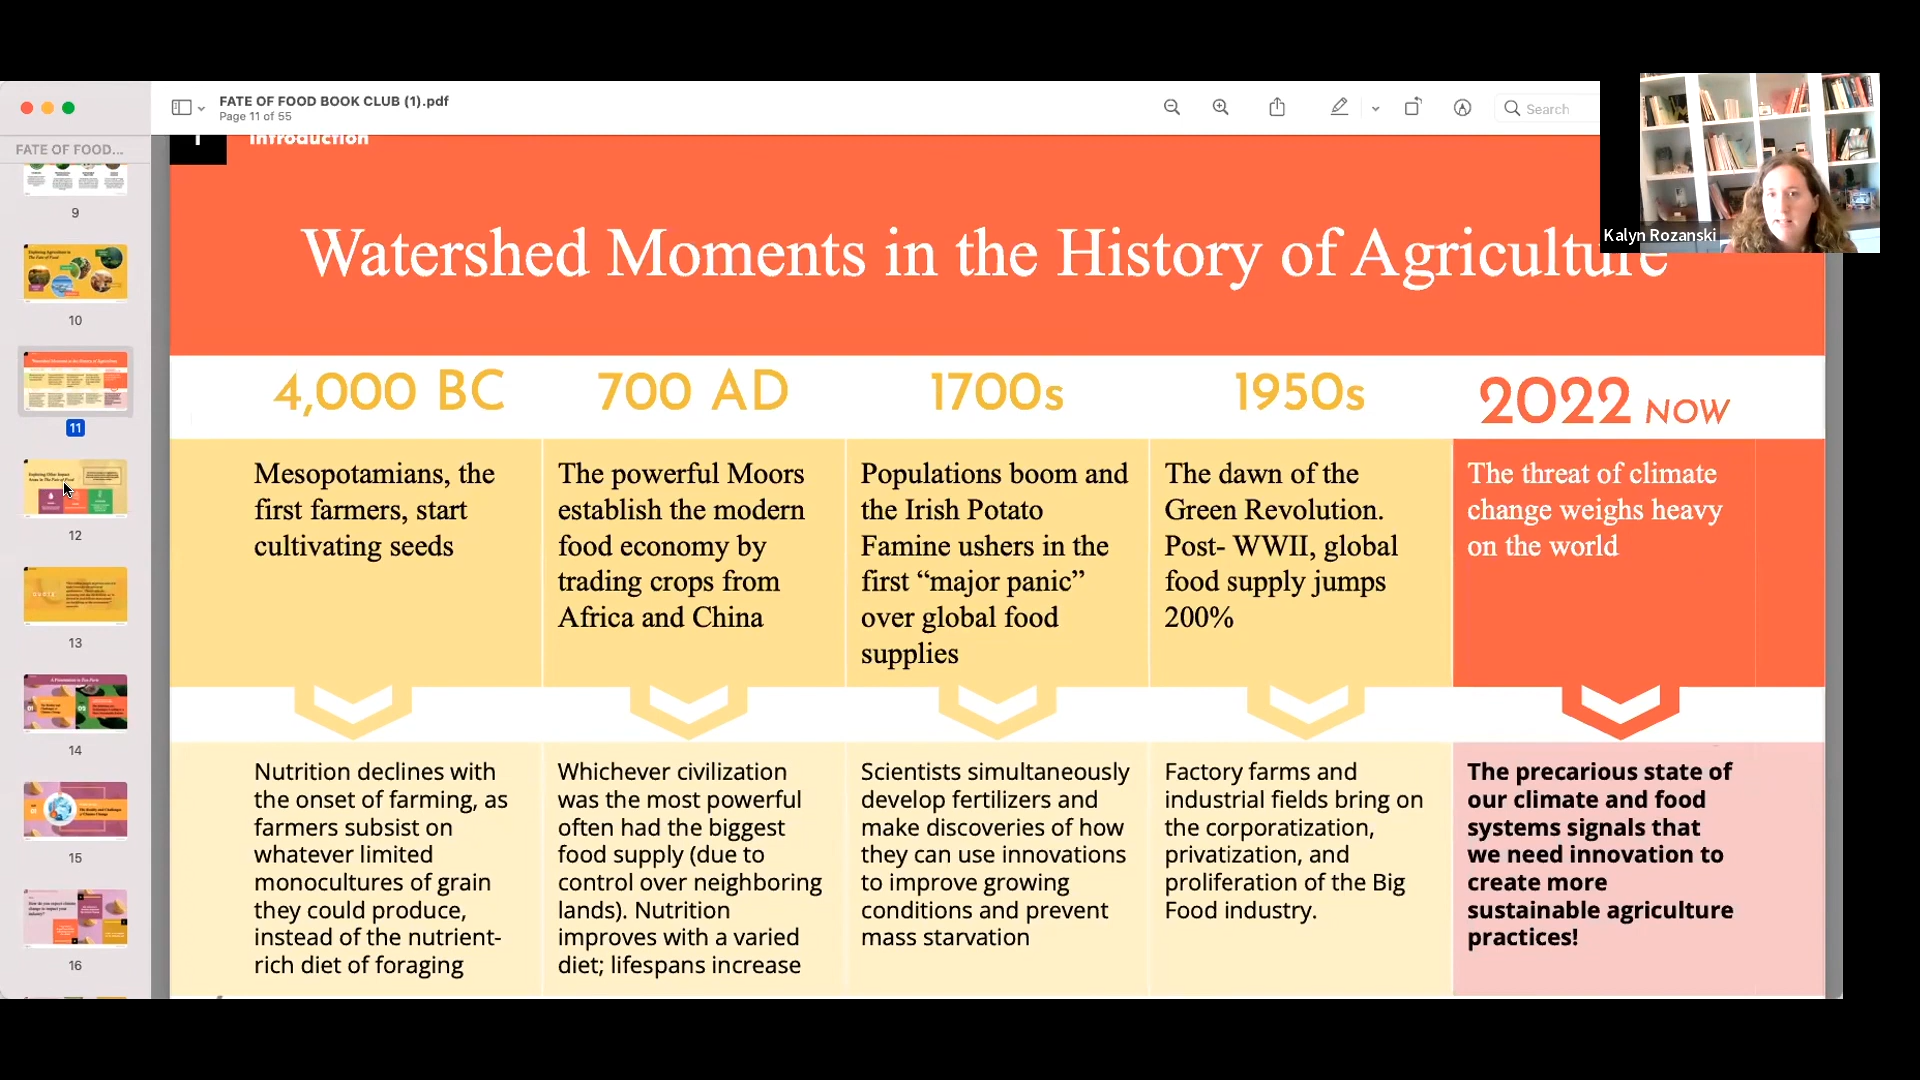 FATE OF FOOD BOOK CLUB (1).pdf
Page 11 of 55
Search
FATE OF FOOD...
9
10
11
12
13
14
15
16
Kalyn Rozanski
Introduction
Watershed Moments in the History of Agriculture
4,000 BC
700 AD
1700s
1950s
2022 NOW
Mesopotamians, the
first farmers, start
cultivating seeds
The powerful Moors
establish the modern
food economy by
trading crops from
Africa and China
Populations boom and
the Irish Potato
Famine ushers in the
first “major panic”
over global food
supplies
The dawn of the
Green Revolution.
Post- WWII, global
food supply jumps
200%
The threat of climate
change weighs heavy
on the world
Nutrition declines with
the onset of farming, as
farmers subsist on
whatever limited
monocultures of grain
they could produce,
instead of the nutrient-
rich diet of foraging
Whichever civilization
was the most powerful
often had the biggest
food supply (due to
control over neighboring
lands). Nutrition
improves with a varied
diet; lifespans increase
Scientists simultaneously
develop fertilizers and
make discoveries of how
they can use innovations
to improve growing
conditions and prevent
mass starvation
Factory farms and
industrial fields bring on
the corporatization,
privatization, and
proliferation of the Big
Food industry.
The precarious state of
our climate and food
systems signals that
we need innovation to
create more
sustainable agriculture
practices!